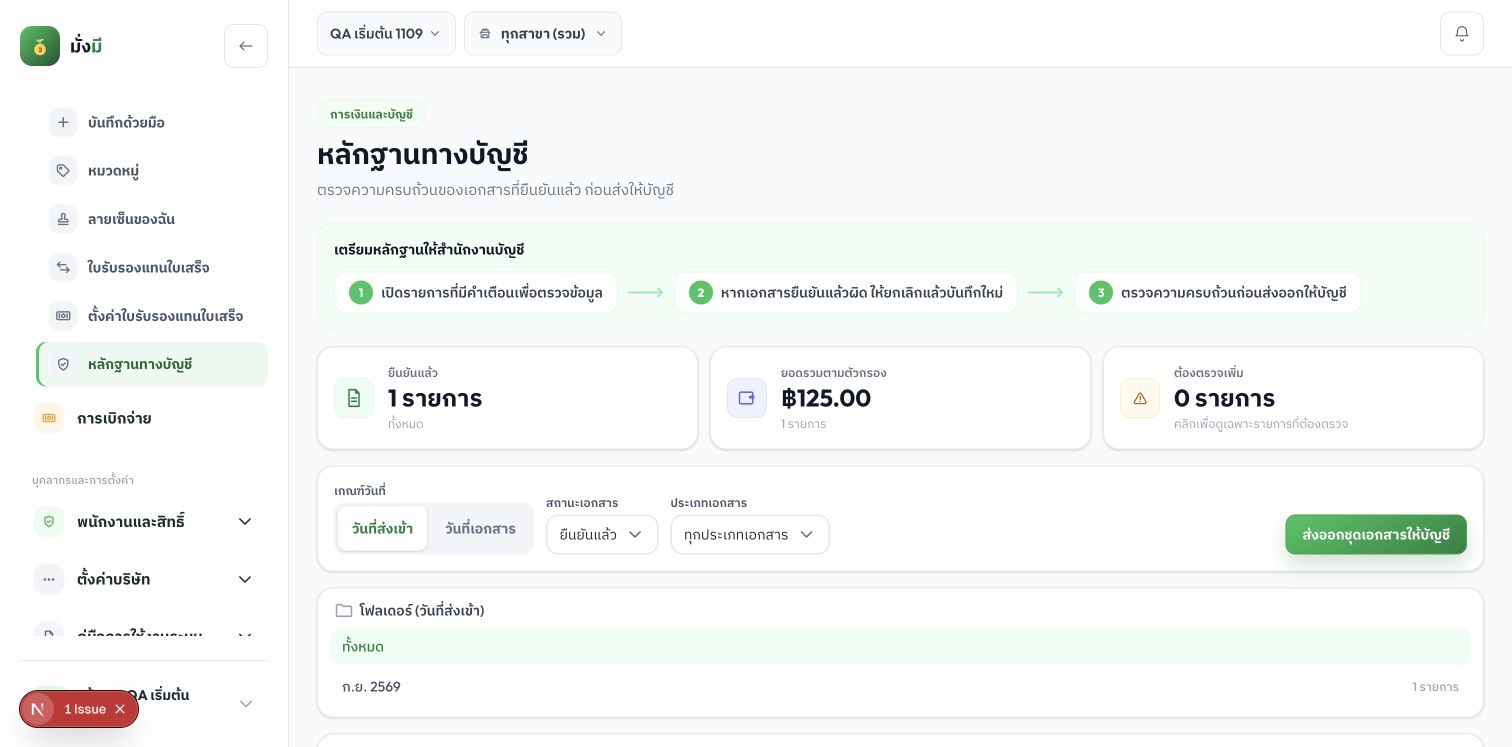 มั่งมี
QA เริ่มต้น 1109
ทุกสาขา (รวม)
บันทึกด้วยมือ
หมวดหมู่
ลายเซ็นของฉัน
ใบรับรองแทนใบเสร็จ
ตั้งค่าใบรับรองแทนใบเสร็จ
หลักฐานทางบัญชี
การเบิกจ่าย
บุคลากรและการตั้งค่า
พนักงานและสิทธิ์
ตั้งค่าบริษัท
QA เริ่มต้น
N 1 Issue
การเงินและบัญชี
หลักฐานทางบัญชี
ตรวจความครบถ้วนของเอกสารที่ยืนยันแล้ว ก่อนส่งให้บัญชี
เตรียมหลักฐานให้สำนักงานบัญชี
1 เปิดรายการที่มีคำเตือนเพื่อตรวจข้อมูล
2 หากเอกสารยืนยันแล้วผิด ให้ยกเลิกแล้วบันทึกใหม่
3 ตรวจความครบถ้วนก่อนส่งออกให้บัญชี
ยืนยันแล้ว
1 รายการ
ทั้งหมด
ยอดรวมตามตัวกรอง
฿125.00
1 รายการ
ต้องตรวจเพิ่ม
0 รายการ
คลิกเพื่อดูเฉพาะรายการที่ต้องตรวจ
เกณฑ์วันที่
วันที่ส่งเข้า
วันที่เอกสาร
สถานะเอกสาร
ยืนยันแล้ว
ประเภทเอกสาร
ทุกประเภทเอกสาร
ส่งออกชุดเอกสารให้บัญชี
โฟลเดอร์ (วันที่ส่งเข้า)
ทั้งหมด
ก.ย. 2569
1 รายการ